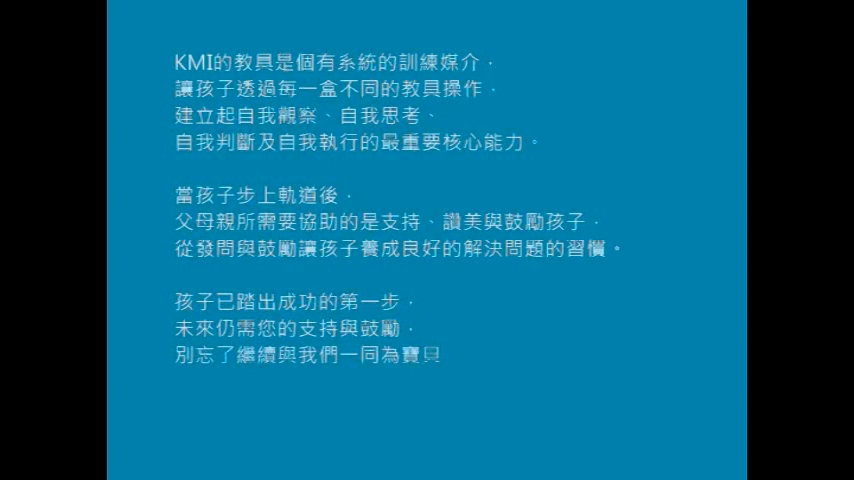 KMI的教具是個有系統的訓練媒介，
讓孩子透過每一盒不同的教具操作，
建立起自我觀察、自我思考、
自我判斷及自我執行的最重要核心能力。
當孩子步上軌道後，
父母親所需要協助的是支持、讚美與鼓勵孩子，
從發問與鼓勵讓孩子養成良好的解決問題的習慣。
孩子已踏出成功的第一步，
未來仍需您的支持與鼓勵，
別忘了繼續與我們一同為寶貝